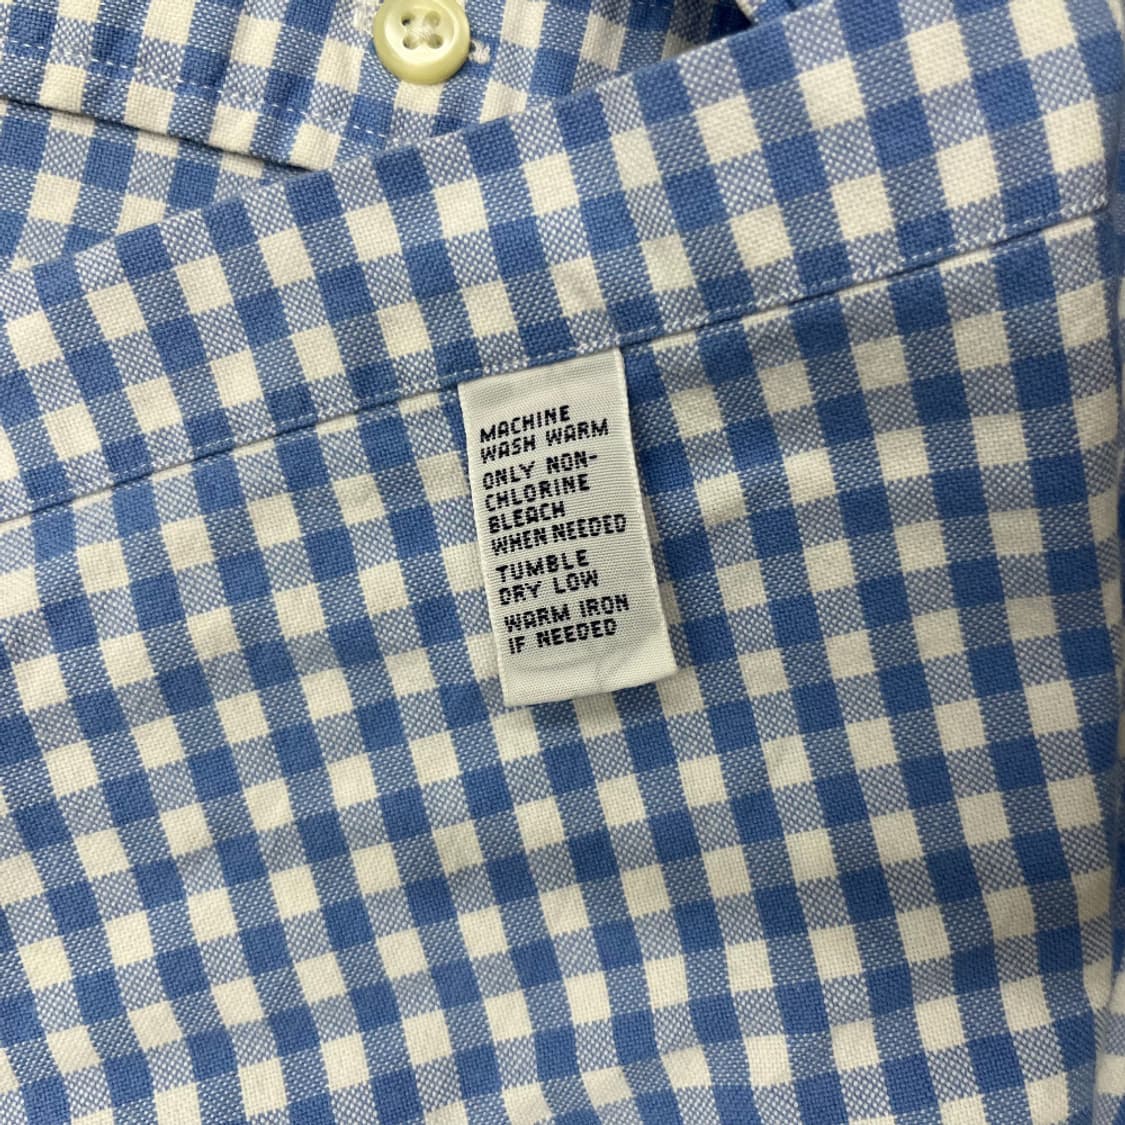 MACHINE
WASH WARM
ONLY NON-
CHLORINE
BLEACH
WHEN NEEDED
TUMBLE
DRY LOW
WARM IRON
IF NEEDED